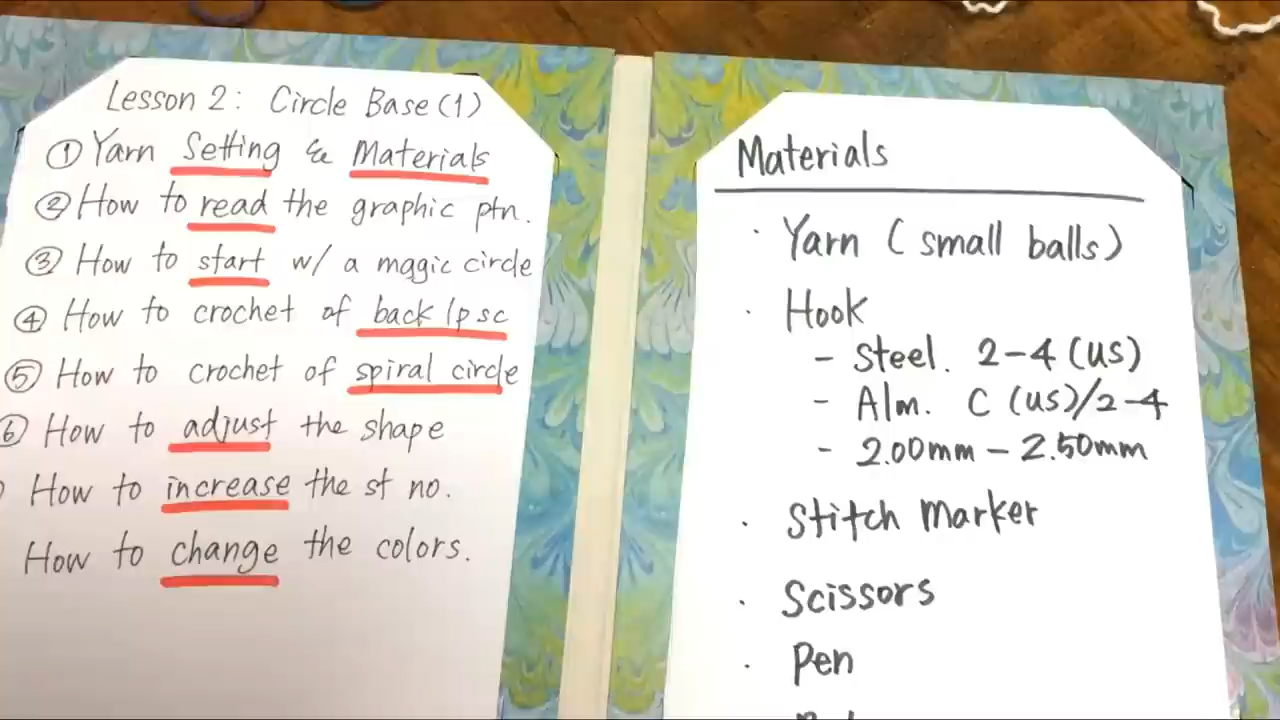 Lesson 2: Circle Base (1)
① Yarn Setting & Materials
② How to read the graphic ptn.
③ How to start w/ a magic circle
④ How to crochet of back lp sc
⑤ How to crochet of spiral circle
⑥ How to adjust the shape
How to increase the st no.
How to change the colors.
Materials
· Yarn (small balls)
· Hook
- Steel. 2-4 (US)
- Alm. C (US)/2-4
- 2.00mm - 2.50mm
· Stitch Marker
· Scissors
· Pen